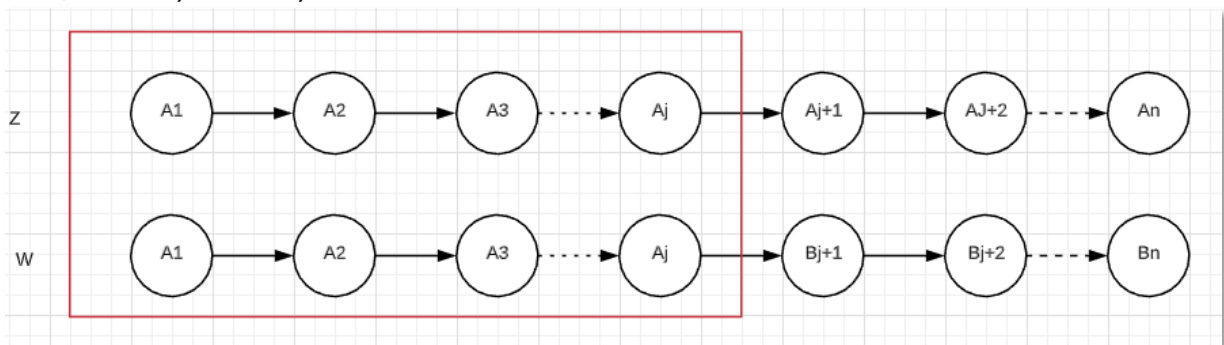 Z A1 A2 A3 Aj Aj+1 AJ+2 An
W A1 A2 A3 Aj Bj+1 Bj+2 Bn